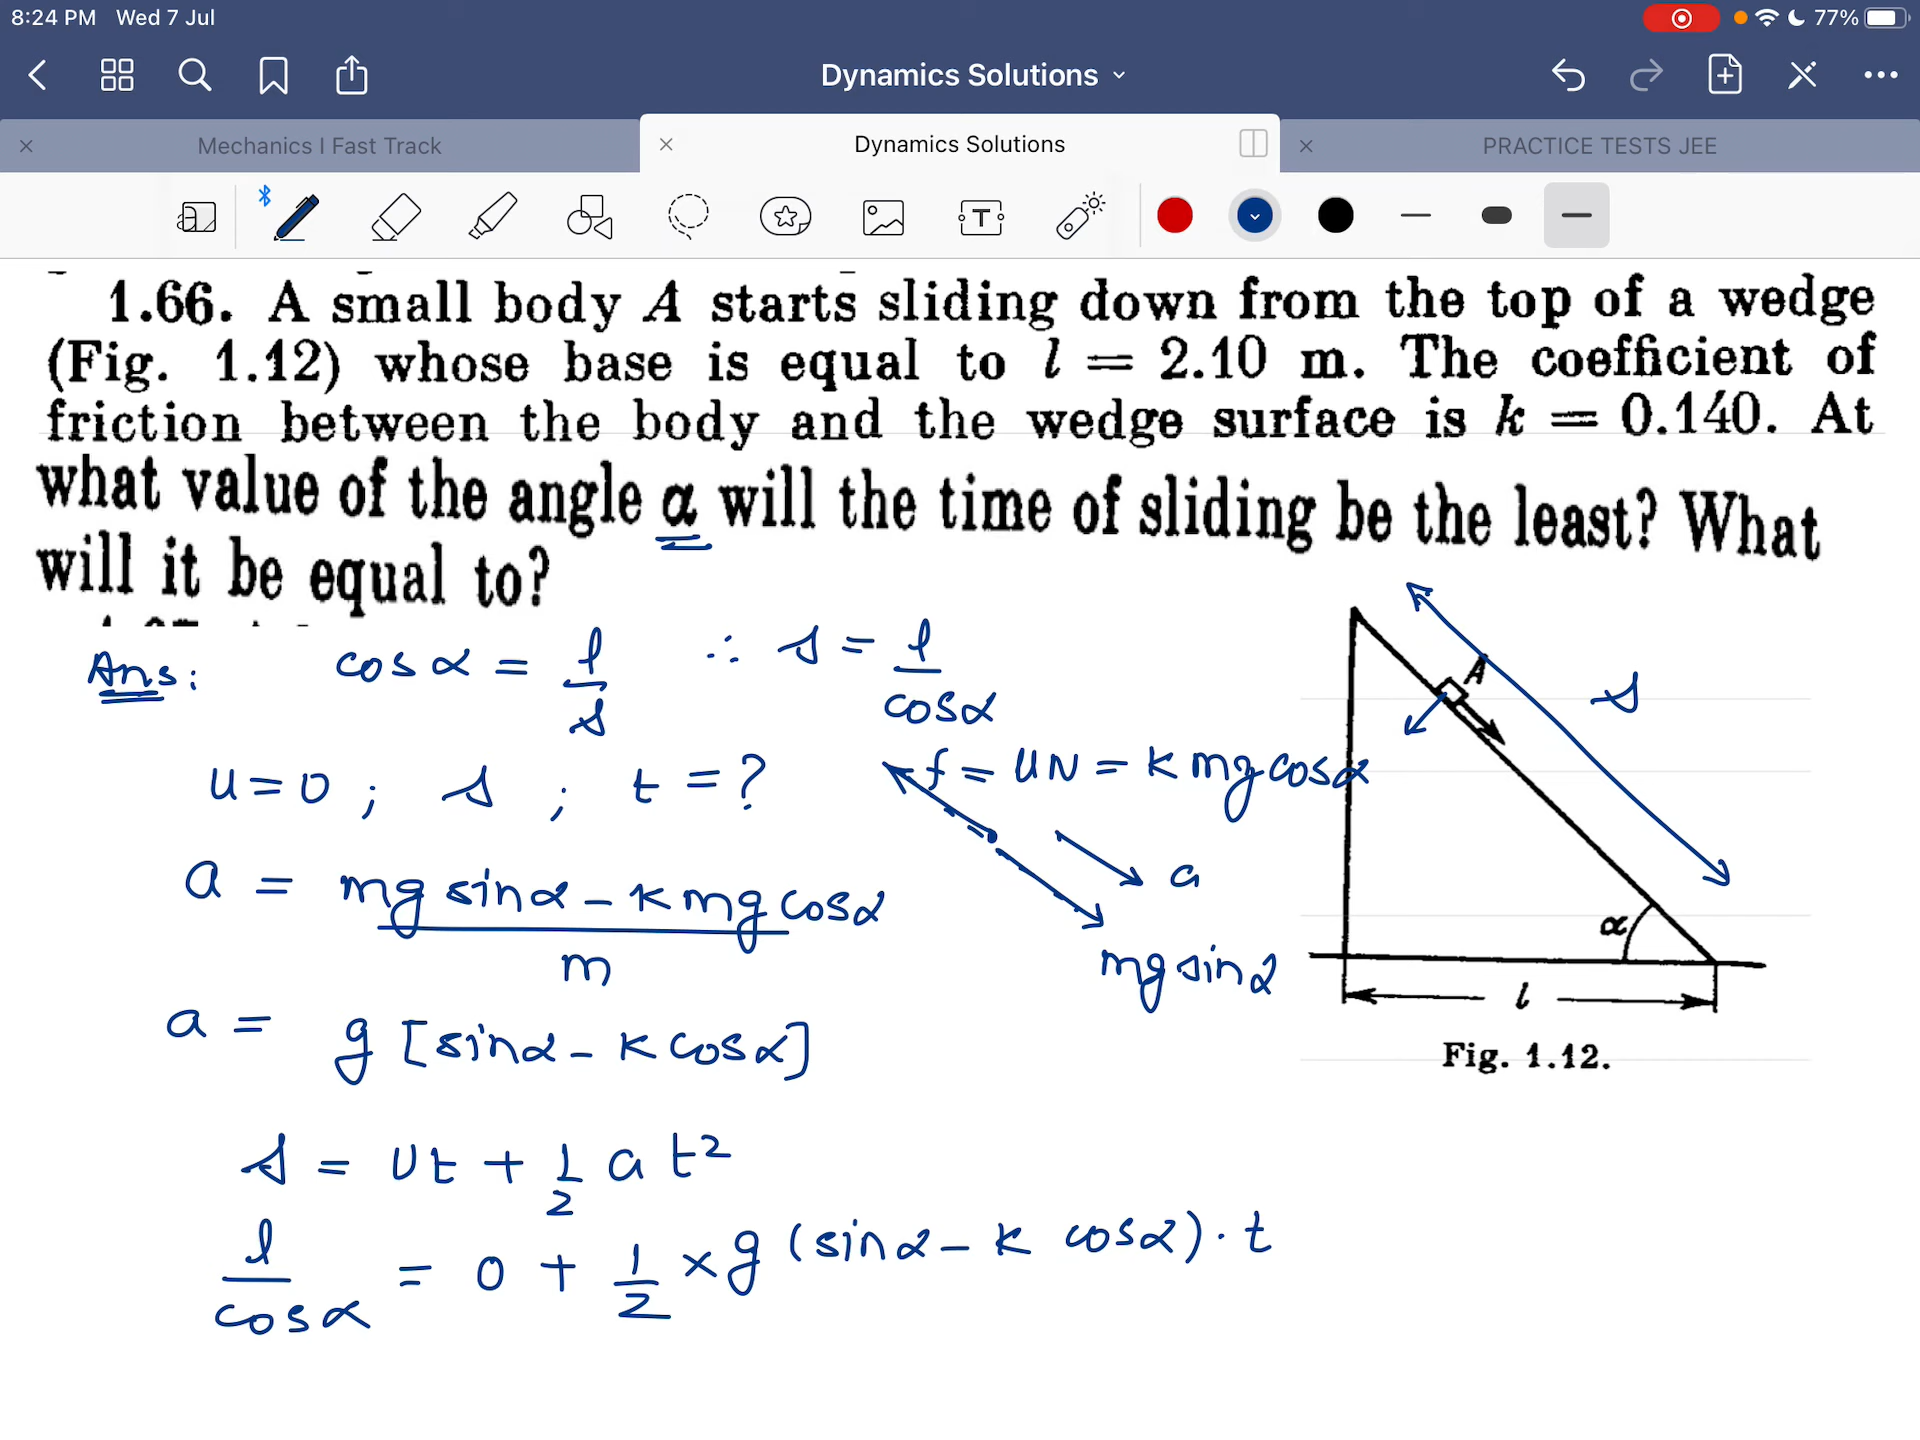 8:24 PM Wed 7 Jul
77%
Dynamics Solutions
Mechanics I Fast Track
Dynamics Solutions
PRACTICE TESTS JEE
1.66. A small body A starts sliding down from the top of a wedge
(Fig. 1.12) whose base is equal to l = 2.10 m. The coefficient of
friction between the body and the wedge surface is k = 0.140. At
what value of the angle α will the time of sliding be the least? What
will it be equal to?
Ans: cos α = l/s ∴ s = l/cosα
u = 0 ; s ; t = ?
f = μN = k mg cosα
a = (mg sinα - k mg cosα)/m
a
mg sinα
a = g [sinα - k cosα]
s = ut + 1/2 a t²
l/cosα = 0 + 1/2 × g (sinα - k cosα) · t
A
s
α
l
Fig. 1.12.